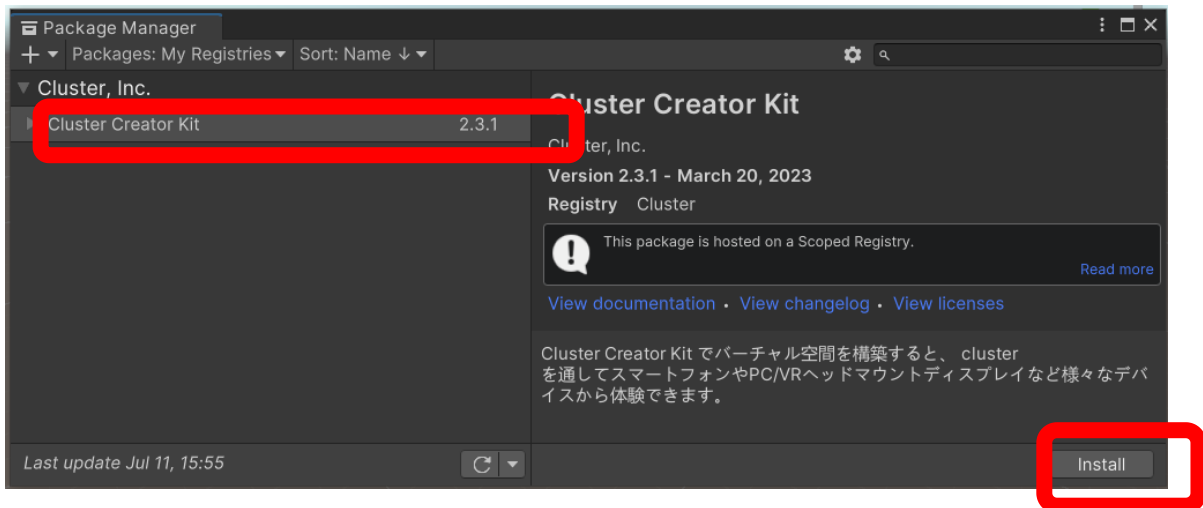 Package Manager
Packages: My Registries Sort: Name ↓
Cluster, Inc.
Cluster Creator Kit 2.3.1
Cluster Creator Kit
Cluster, Inc.
Version 2.3.1 - March 20, 2023
Registry Cluster
This package is hosted on a Scoped Registry.
Read more
View documentation • View changelog • View licenses
Cluster Creator Kit でバーチャル空間を構築すると、 cluster
を通してスマートフォンやPC/VRヘッドマウントディスプレイなど様々なデバ
イスから体験できます。
Last update Jul 11, 15:55
Install